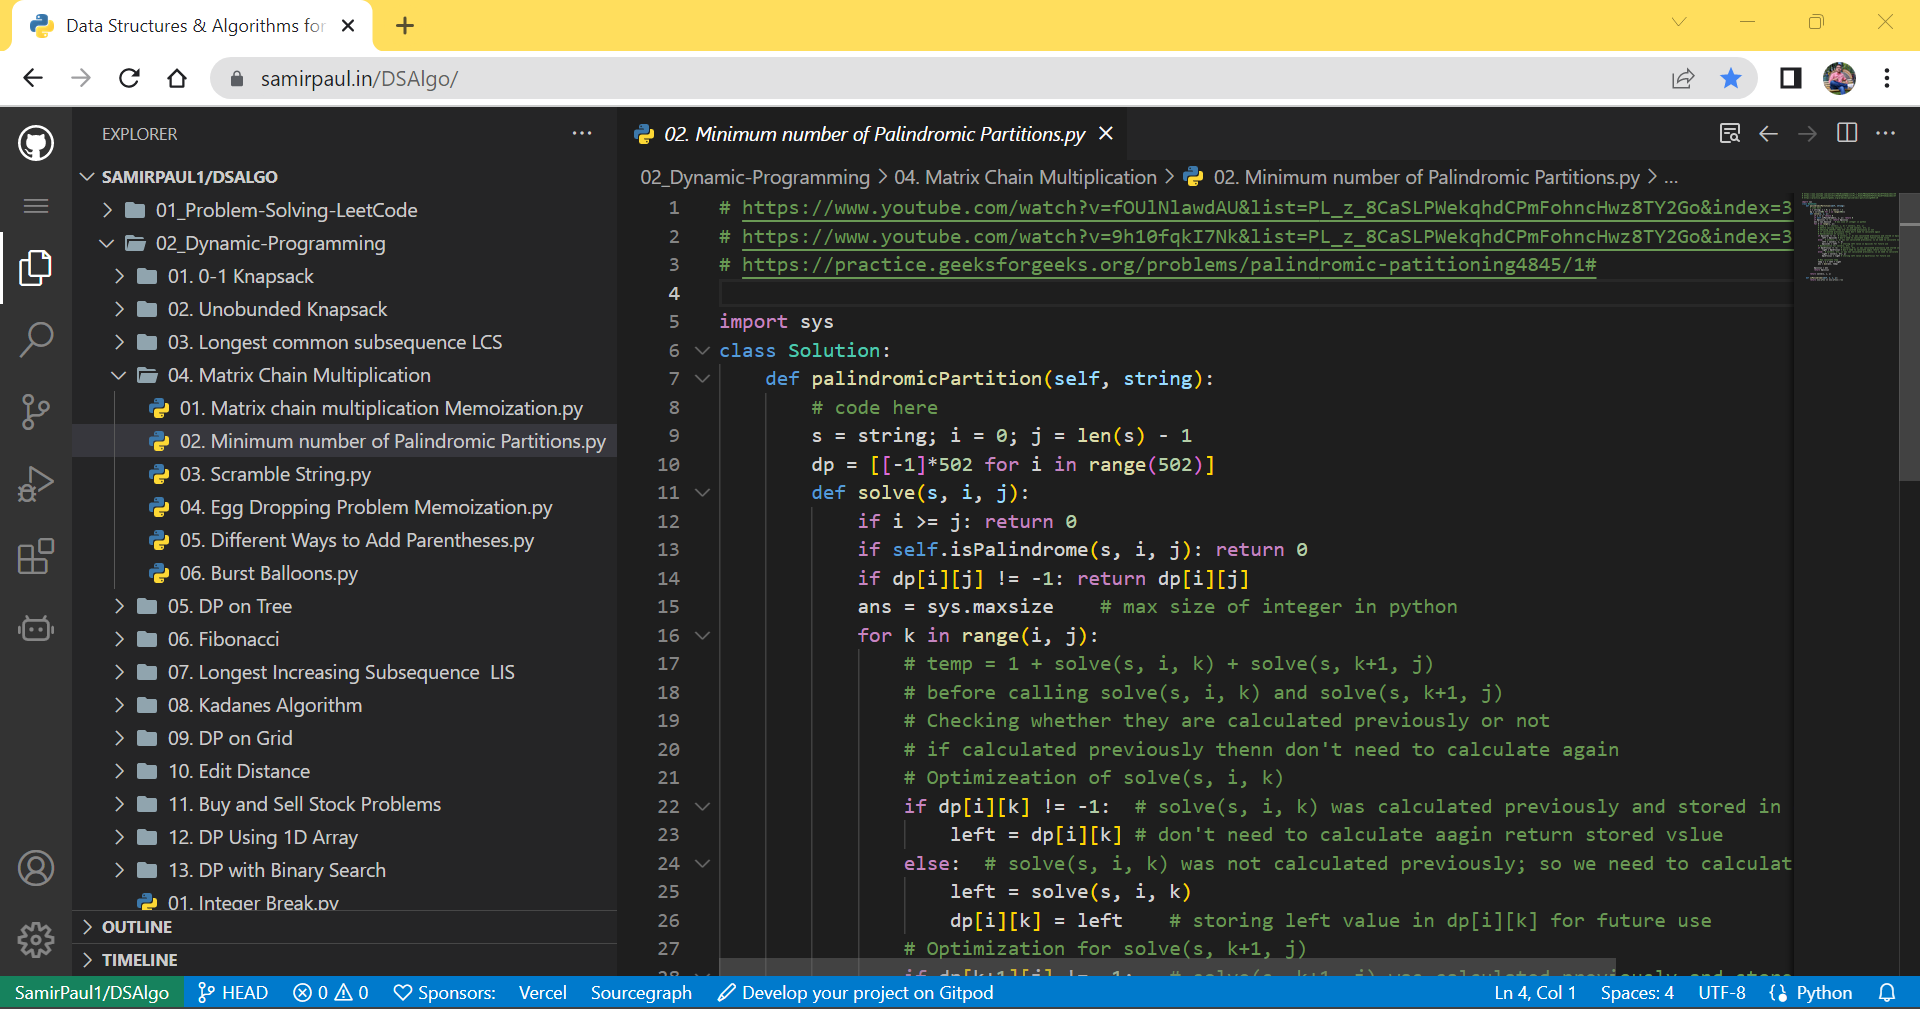 Data Structures & Algorithms for
samirpaul.in/DSAlgo/
EXPLORER
SAMIRPAUL1/DSALGO
01_Problem-Solving-LeetCode
02_Dynamic-Programming
01. 0-1 Knapsack
02. Unobunded Knapsack
03. Longest common subsequence LCS
04. Matrix Chain Multiplication
01. Matrix chain multiplication Memoization.py
02. Minimum number of Palindromic Partitions.py
03. Scramble String.py
04. Egg Dropping Problem Memoization.py
05. Different Ways to Add Parentheses.py
06. Burst Balloons.py
05. DP on Tree
06. Fibonacci
07. Longest Increasing Subsequence  LIS
08. Kadanes Algorithm
09. DP on Grid
10. Edit Distance
11. Buy and Sell Stock Problems
12. DP Using 1D Array
13. DP with Binary Search
01. Integer Break.py
OUTLINE
TIMELINE
02. Minimum number of Palindromic Partitions.py
02_Dynamic-Programming > 04. Matrix Chain Multiplication > 02. Minimum number of Palindromic Partitions.py > ...
1 # https://www.youtube.com/watch?v=fOUlNlawdAU&list=PL_z_8CaSLPWekqhdCPmFohncHwz8TY2Go&index=3
2 # https://www.youtube.com/watch?v=9h10fqkI7Nk&list=PL_z_8CaSLPWekqhdCPmFohncHwz8TY2Go&index=3
3 # https://practice.geeksforgeeks.org/problems/palindromic-patitioning4845/1#
4
5 import sys
6 class Solution:
7     def palindromicPartition(self, string):
8         # code here
9         s = string; i = 0; j = len(s) - 1
10         dp = [[-1]*502 for i in range(502)]
11         def solve(s, i, j):
12             if i >= j: return 0
13             if self.isPalindrome(s, i, j): return 0
14             if dp[i][j] != -1: return dp[i][j]
15             ans = sys.maxsize    # max size of integer in python
16             for k in range(i, j):
17                 # temp = 1 + solve(s, i, k) + solve(s, k+1, j)
18                 # before calling solve(s, i, k) and solve(s, k+1, j)
19                 # Checking whether they are calculated previously or not
20                 # if calculated previously thenn don't need to calculate again
21                 # Optimizeation of solve(s, i, k)
22                 if dp[i][k] != -1:  # solve(s, i, k) was calculated previously and stored in
23                     left = dp[i][k] # don't need to calculate aagin return stored vslue
24                 else:  # solve(s, i, k) was not calculated previously; so we need to calculat
25                     left = solve(s, i, k)
26                     dp[i][k] = left    # storing left value in dp[i][k] for future use
27                 # Optimization for solve(s, k+1, j)
28                 if dp[k+1][j] != -1:   # solve(s, k+1, j) was calculated previously and store
SamirPaul1/DSAlgo HEAD 0 0 Sponsors: Vercel Sourcegraph Develop your project on Gitpod Ln 4, Col 1 Spaces: 4 UTF-8 Python